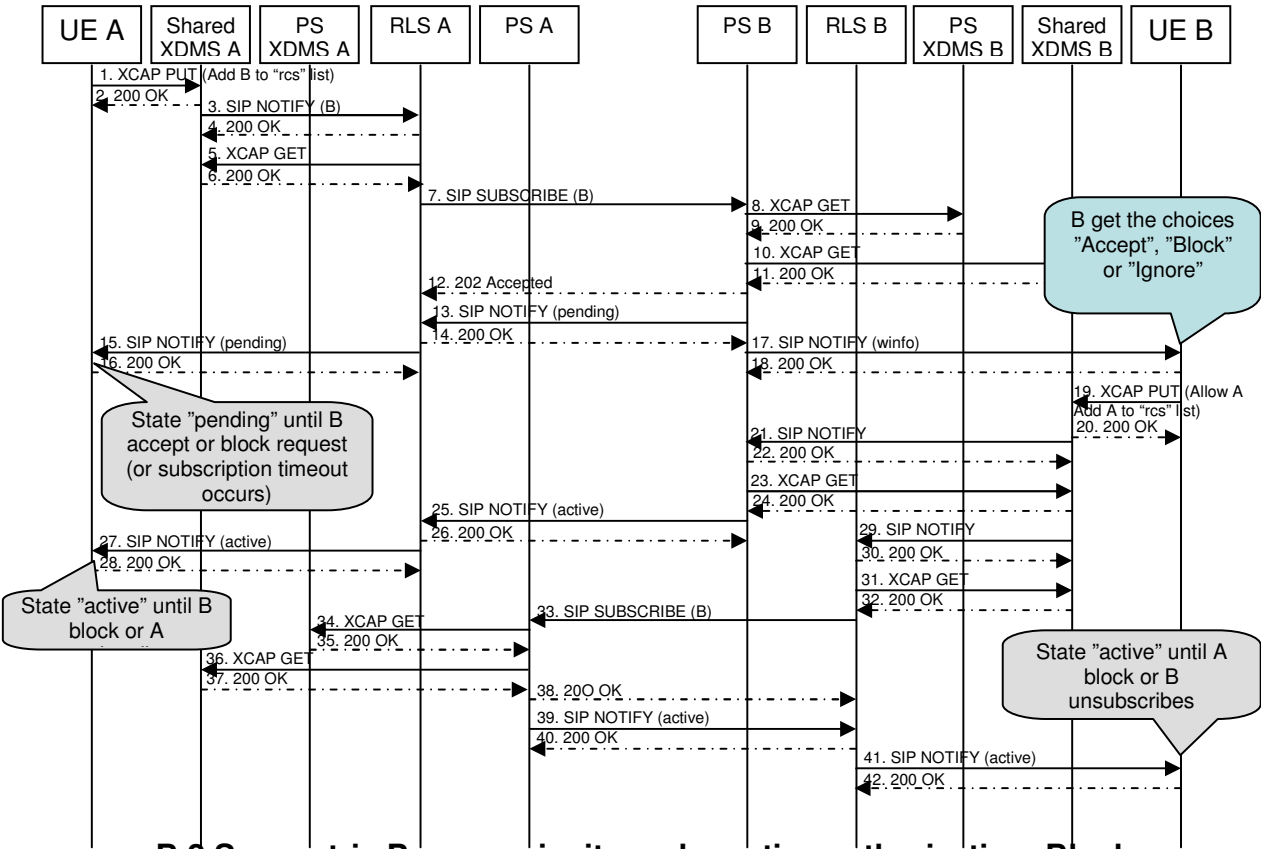 UE A
Shared
XDMS A
PS
XDMS A
RLS A
PS A
PS B
RLS B
PS
XDMS B
Shared
XDMS B
UE B
1. XCAP PUT (Add B to “rcs” list)
2. 200 OK
3. SIP NOTIFY (B)
4. 200 OK
5. XCAP GET
6. 200 OK
7. SIP SUBSCRIBE (B)
8. XCAP GET
9. 200 OK
10. XCAP GET
11. 200 OK
B get the choices
”Accept”, ”Block”
or ”Ignore”
12. 202 Accepted
13. SIP NOTIFY (pending)
14. 200 OK
15. SIP NOTIFY (pending)
16. 200 OK
17. SIP NOTIFY (winfo)
18. 200 OK
State ”pending” until B
accept or block request
(or subscription timeout
occurs)
19. XCAP PUT (Allow A
Add A to “rcs” list)
20. 200 OK
21. SIP NOTIFY
22. 200 OK
23. XCAP GET
24. 200 OK
25. SIP NOTIFY (active)
26. 200 OK
27. SIP NOTIFY (active)
28. 200 OK
29. SIP NOTIFY
30. 200 OK
31. XCAP GET
32. 200 OK
State ”active” until B
block or A
33. SIP SUBSCRIBE (B)
34. XCAP GET
35. 200 OK
36. XCAP GET
37. 200 OK
38. 20O OK
39. SIP NOTIFY (active)
40. 200 OK
State ”active” until A
block or B
unsubscribes
41. SIP NOTIFY (active)
42. 200 OK